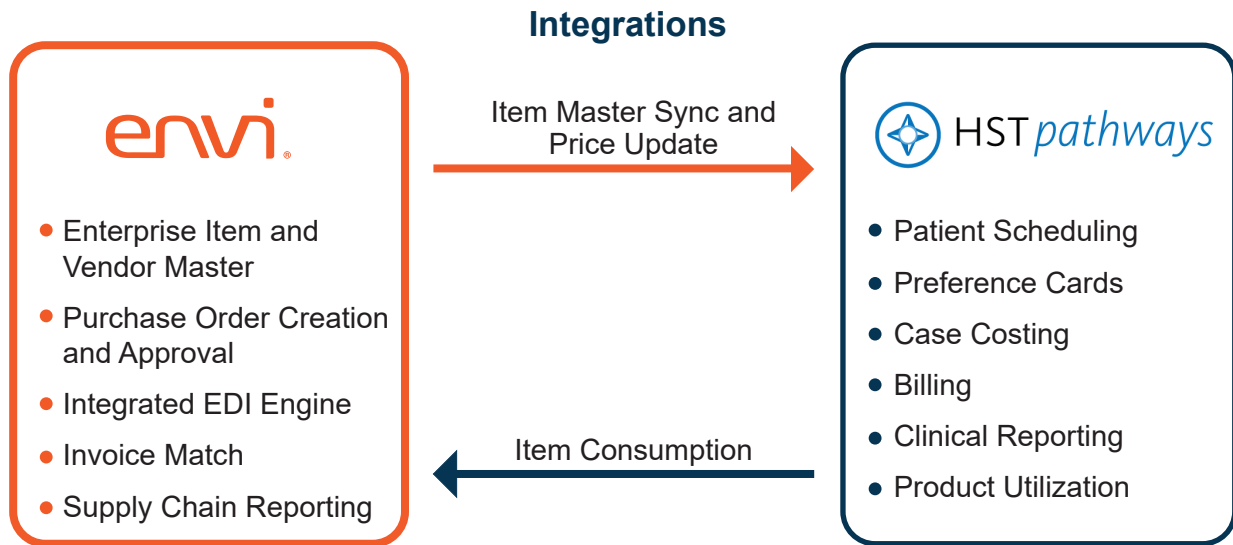 Integrations
envi®
Enterprise Item and
Vendor Master
Purchase Order Creation
and Approval
Integrated EDI Engine
Invoice Match
Supply Chain Reporting
Item Master Sync and
Price Update
Item Consumption
HST pathways
Patient Scheduling
Preference Cards
Case Costing
Billing
Clinical Reporting
Product Utilization